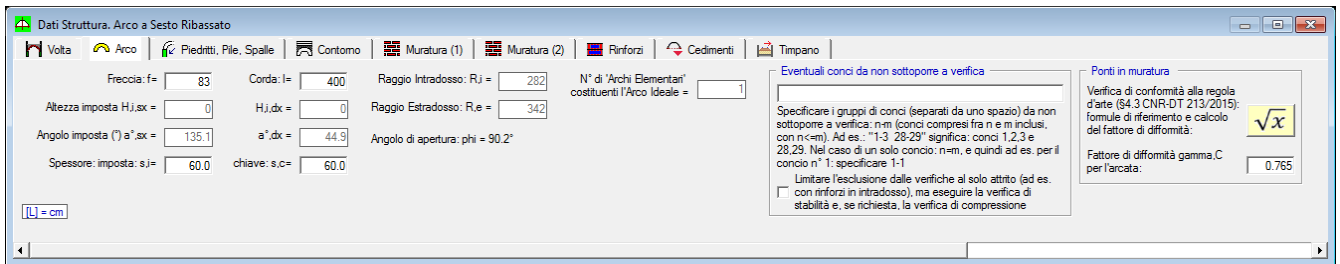 Dati Struttura. Arco a Sesto Ribassato
Volta Arco Piedritti, Pile, Spalle Contorno Muratura (1) Muratura (2) Rinforzi Cedimenti Timpano
Freccia: f= 83 Corda: l= 400 Raggio Intradosso: R,i = 282 N° di 'Archi Elementari'
costituenti l'Arco Ideale = 1
Altezza imposta H,i,sx = 0 H,i,dx = 0 Raggio Estradosso: R,e = 342
Angolo imposta (°) a°,sx = 135.1 a°,dx = 44.9 Angolo di apertura: phi = 90.2°
Spessore: imposta: s,i= 60.0 chiave: s,c= 60.0
[L] = cm
Eventuali conci da non sottoporre a verifica
Specificare i gruppi di conci (separati da uno spazio) da non
sottoporre a verifica: n-m (conci compresi fra n e m inclusi,
con n<=m). Ad es.: "1-3 28-29" significa: conci 1,2,3 e
28,29. Nel caso di un solo concio: n=m, e quindi ad es. per il
concio n° 1: specificare 1-1
Limitare l'esclusione dalle verifiche al solo attrito (ad es.
con rinforzi in intradosso), ma eseguire la verifica di
stabilità e, se richiesta, la verifica di compressione
Ponti in muratura
Verifica di conformità alla regola
d'arte (§4.3 CNR-DT 213/2015):
formule di riferimento e calcolo
del fattore di difformità:
√x
Fattore di difformità gamma,C
per l'arcata: 0.765